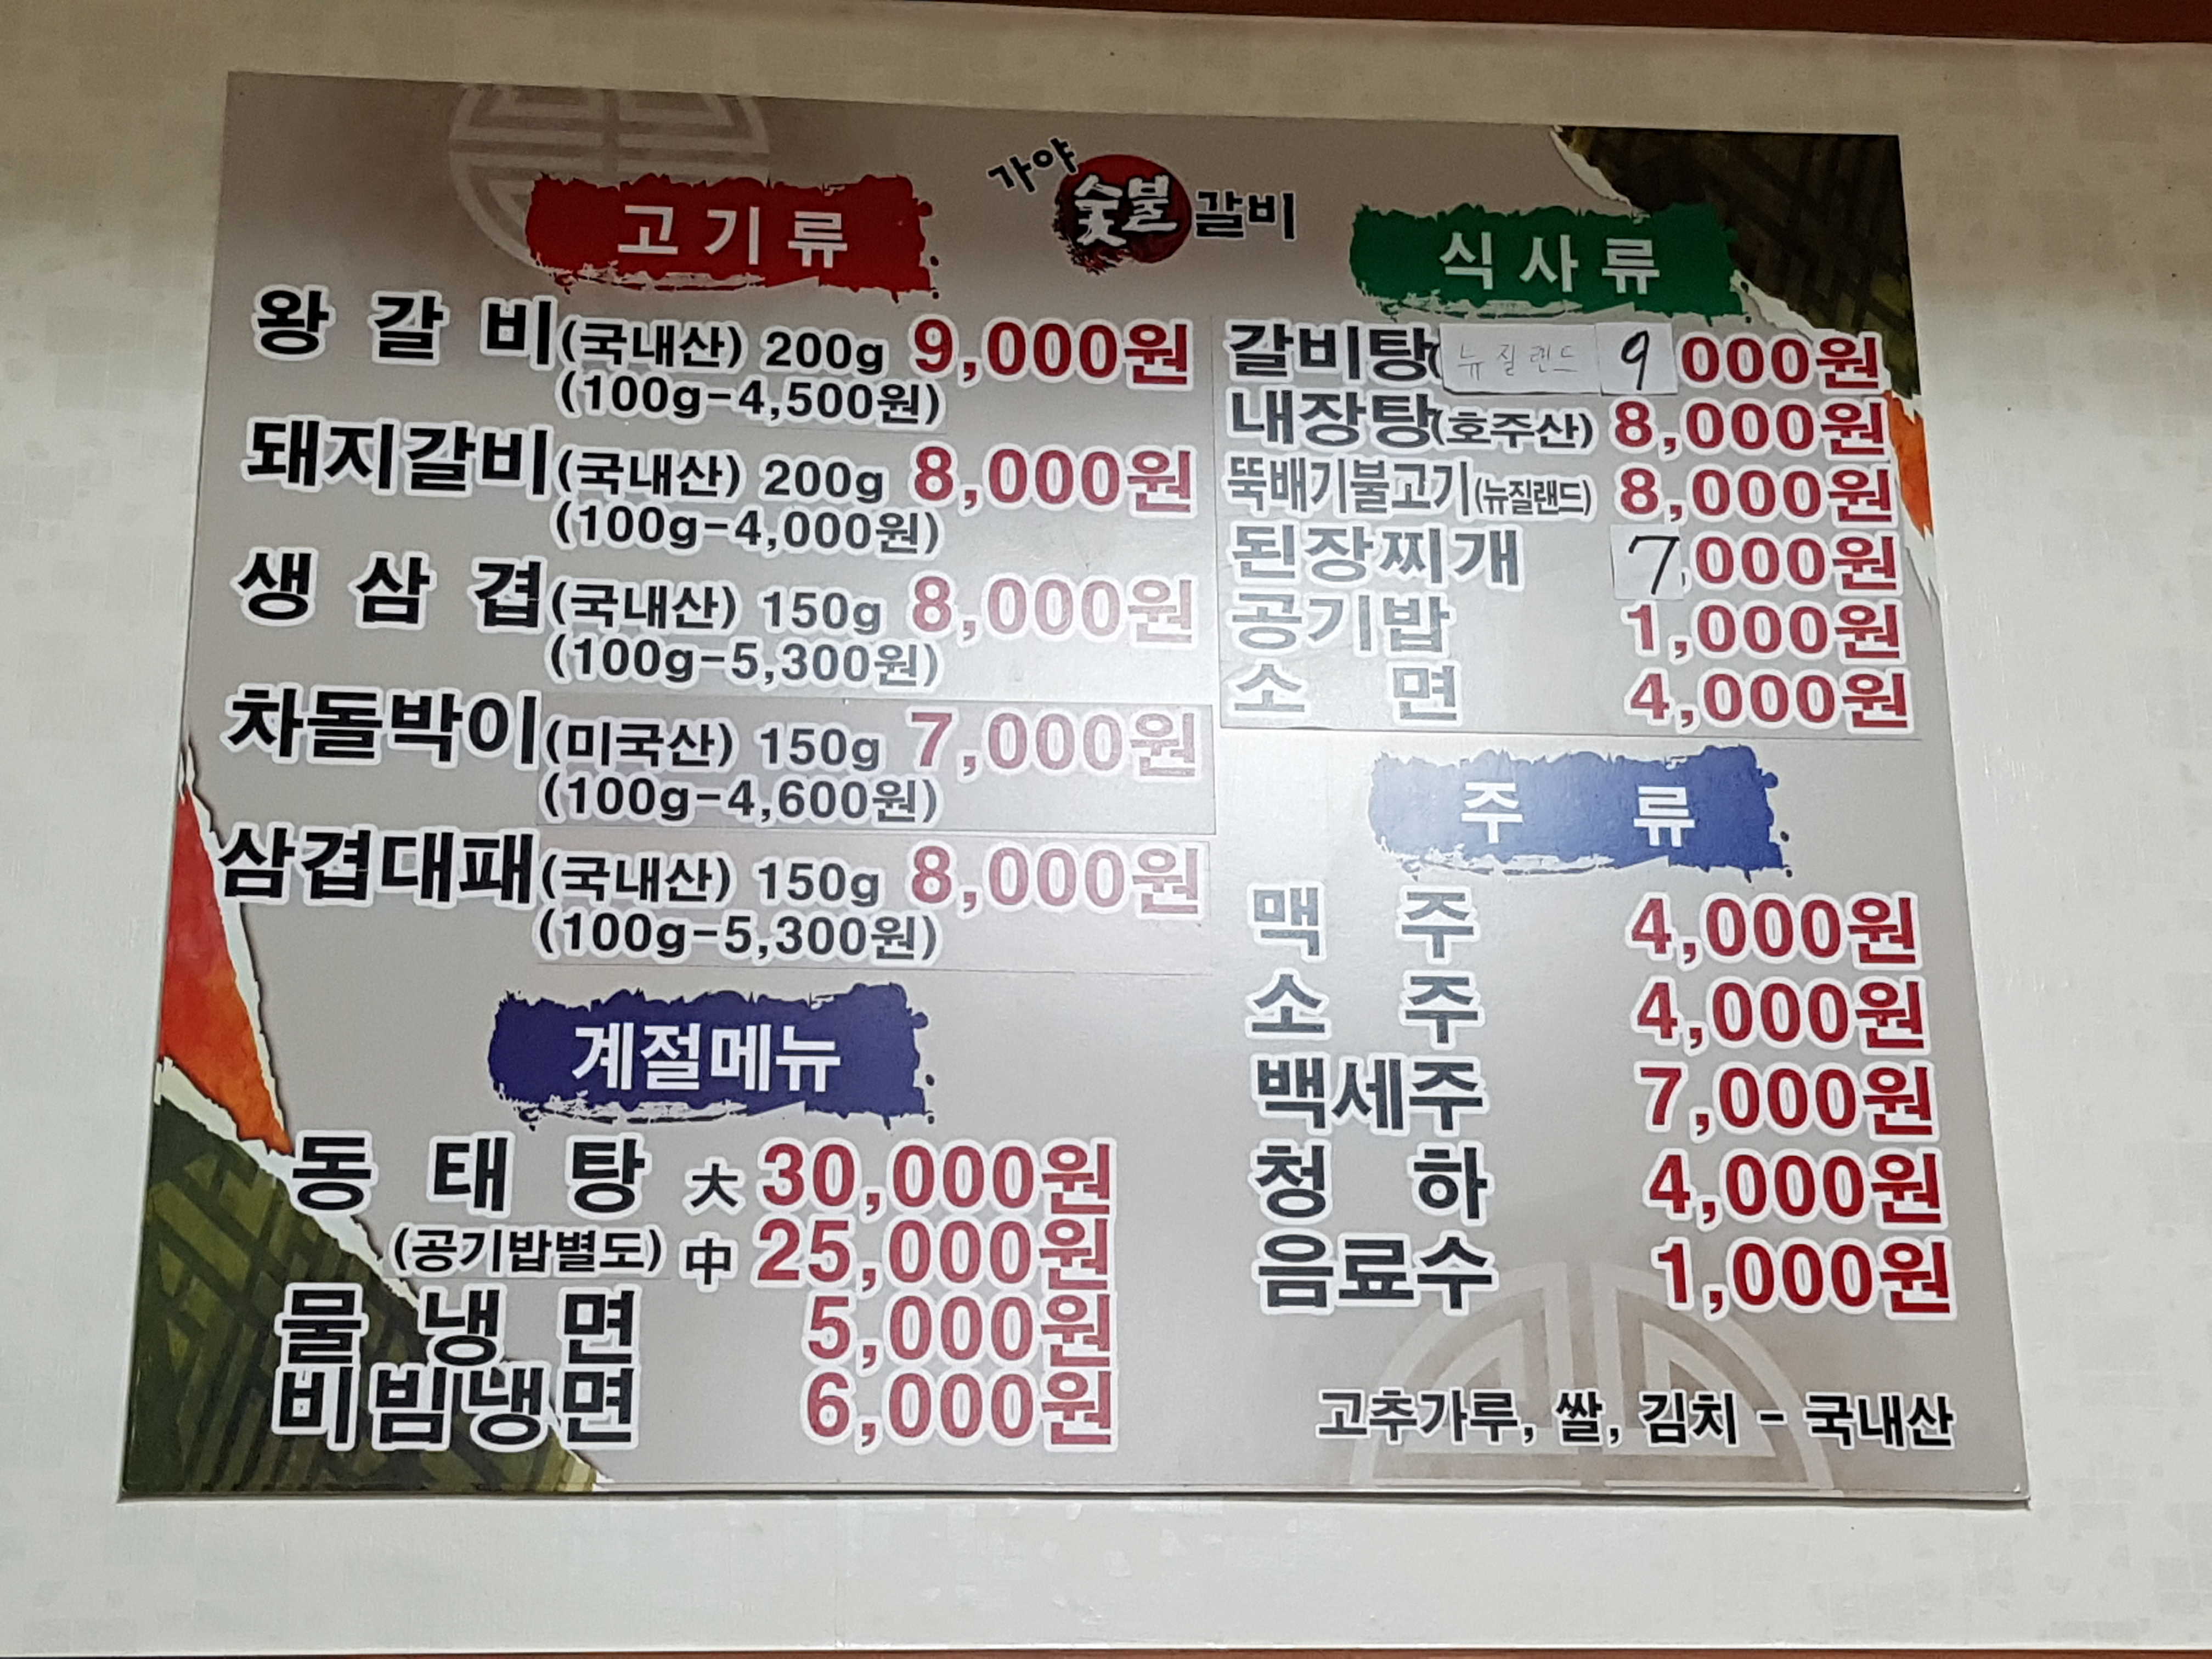 가야 숯불 갈비
고기류
왕갈비(국내산) 200g 9,000원
(100g-4,500원)
돼지갈비(국내산) 200g 8,000원
(100g-4,000원)
생삼겹(국내산) 150g 8,000원
(100g-5,300원)
차돌박이(미국산) 150g 7,000원
(100g-4,600원)
삼겹대패(국내산) 150g 8,000원
(100g-5,300원)
계절메뉴
동태탕 大 30,000원
(공기밥별도) 中 25,000원
물냉면 5,000원
비빔냉면 6,000원
식사류
갈비탕(뉴질랜드 9 000원
내장탕(호주산) 8,000원
뚝배기불고기(뉴질랜드) 8,000원
된장찌개 7,000원
공기밥 1,000원
소면 4,000원
주류
맥주 4,000원
소주 4,000원
백세주 7,000원
청하 4,000원
음료수 1,000원
고추가루, 쌀, 김치 - 국내산